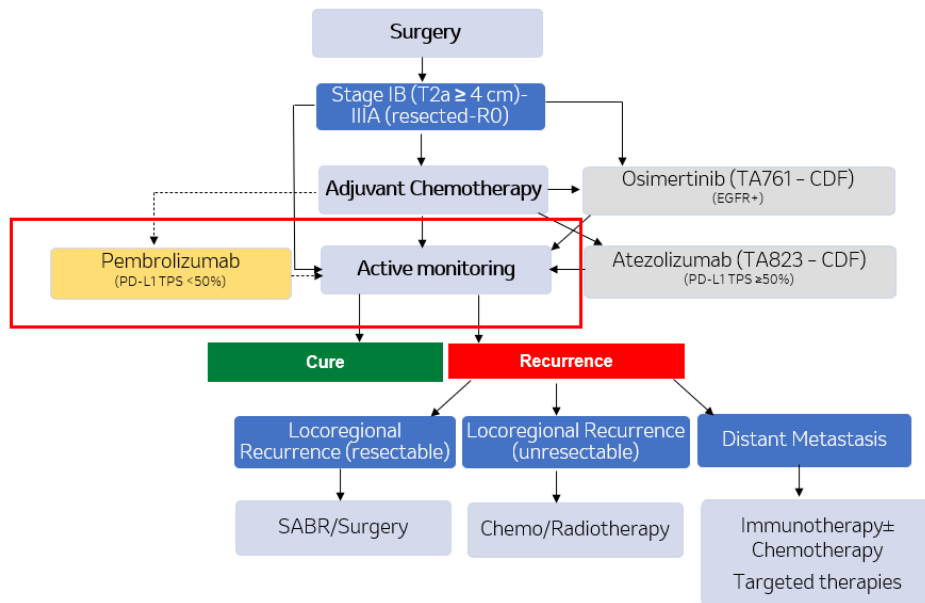 Surgery
Stage IB (T2a ≥ 4 cm)-
IIIA (resected-R0)
Adjuvant Chemotherapy
Osimertinib (TA761 – CDF)
(EGFR+)
Pembrolizumab
(PD-L1 TPS <50%)
Active monitoring
Atezolizumab (TA823 – CDF)
(PD-L1 TPS ≥50%)
Cure
Recurrence
Locoregional
Recurrence (resectable)
Locoregional Recurrence
(unresectable)
Distant Metastasis
SABR/Surgery
Chemo/Radiotherapy
Immunotherapy±
Chemotherapy
Targeted therapies